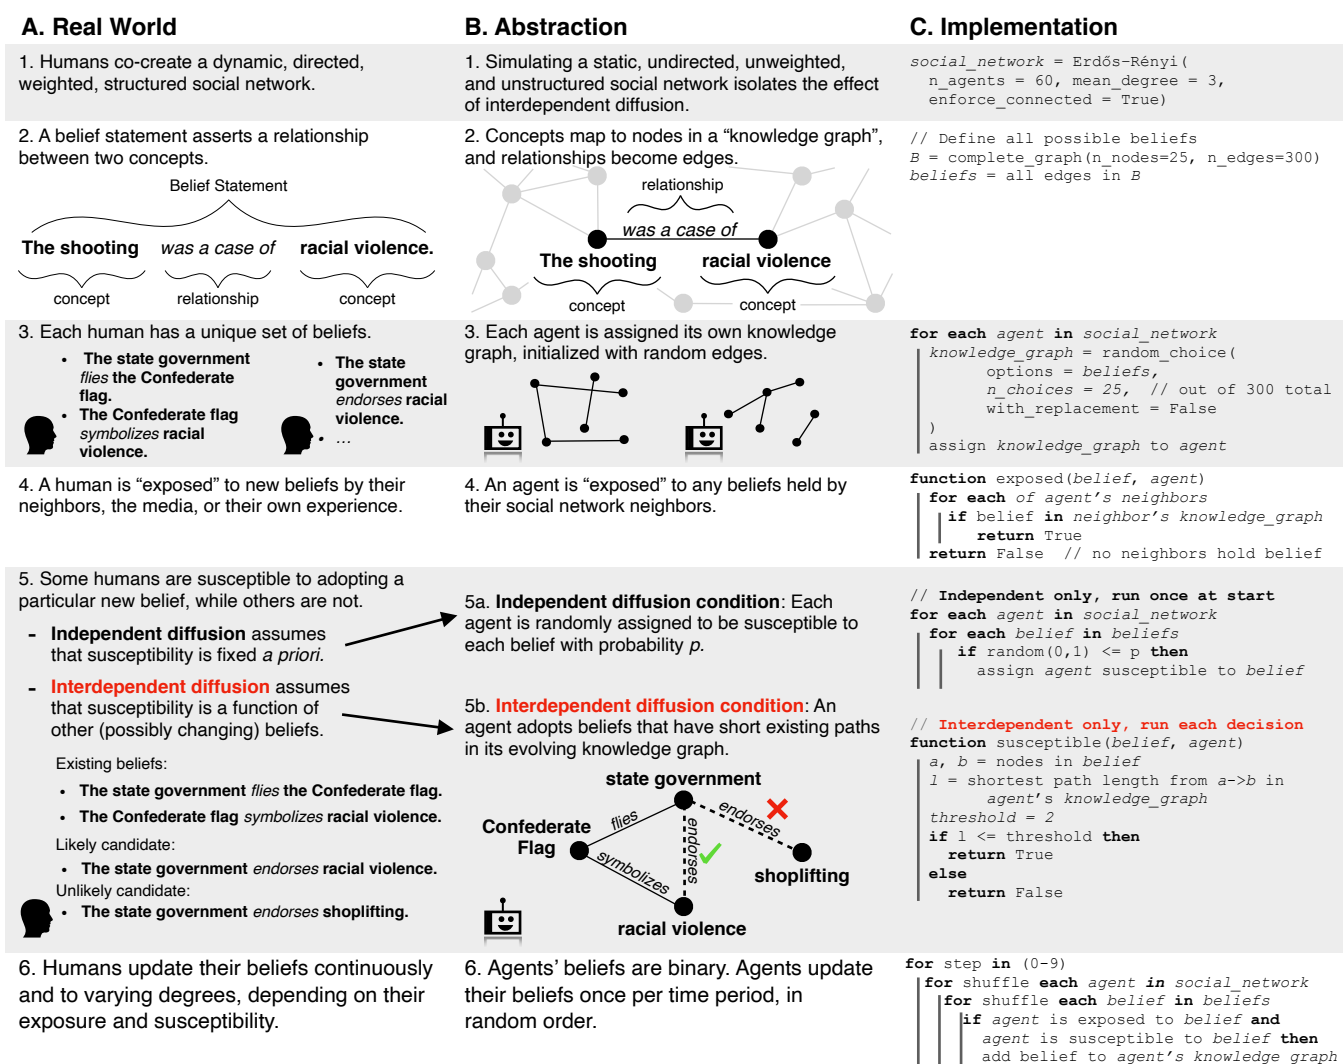 A. Real World
B. Abstraction
C. Implementation
1. Humans co-create a dynamic, directed,
weighted, structured social network.
1. Simulating a static, undirected, unweighted,
and unstructured social network isolates the effect
of interdependent diffusion.
social_network = Erdős-Rényi(
n_agents = 60, mean_degree = 3,
enforce_connected = True)
2. A belief statement asserts a relationship
between two concepts.
Belief Statement
The shooting was a case of racial violence.
concept relationship concept
2. Concepts map to nodes in a “knowledge graph”,
and relationships become edges.
relationship
was a case of
The shooting racial violence
concept concept
// Define all possible beliefs
B = complete_graph(n_nodes=25, n_edges=300)
beliefs = all edges in B
3. Each human has a unique set of beliefs.
• The state government
flies the Confederate
flag.
• The Confederate flag
symbolizes racial
violence.
• The state
government
endorses racial
violence.
• …
3. Each agent is assigned its own knowledge
graph, initialized with random edges.
for each agent in social_network
knowledge_graph = random_choice(
options = beliefs,
n_choices = 25, // out of 300 total
with_replacement = False
)
assign knowledge_graph to agent
4. A human is “exposed” to new beliefs by their
neighbors, the media, or their own experience.
4. An agent is “exposed” to any beliefs held by
their social network neighbors.
function exposed(belief, agent)
for each of agent's neighbors
if belief in neighbor's knowledge_graph
return True
return False // no neighbors hold belief
5. Some humans are susceptible to adopting a
particular new belief, while others are not.
- Independent diffusion assumes
that susceptibility is fixed a priori.
- Interdependent diffusion assumes
that susceptibility is a function of
other (possibly changing) beliefs.
Existing beliefs:
• The state government flies the Confederate flag.
• The Confederate flag symbolizes racial violence.
Likely candidate:
• The state government endorses racial violence.
Unlikely candidate:
• The state government endorses shoplifting.
5a. Independent diffusion condition: Each
agent is randomly assigned to be susceptible to
each belief with probability p.
5b. Interdependent diffusion condition: An
agent adopts beliefs that have short existing paths
in its evolving knowledge graph.
state government
flies
endorses
endorses
Confederate
Flag
symbolizes
shoplifting
racial violence
// Independent only, run once at start
for each agent in social_network
for each belief in beliefs
if random(0,1) <= p then
assign agent susceptible to belief
// Interdependent only, run each decision
function susceptible(belief, agent)
a, b = nodes in belief
l = shortest path length from a->b in
agent's knowledge_graph
threshold = 2
if l <= threshold then
return True
else
return False
6. Humans update their beliefs continuously
and to varying degrees, depending on their
exposure and susceptibility.
6. Agents’ beliefs are binary. Agents update
their beliefs once per time period, in
random order.
for step in (0-9)
for shuffle each agent in social_network
for shuffle each belief in beliefs
if agent is exposed to belief and
agent is susceptible to belief then
add belief to agent's knowledge graph